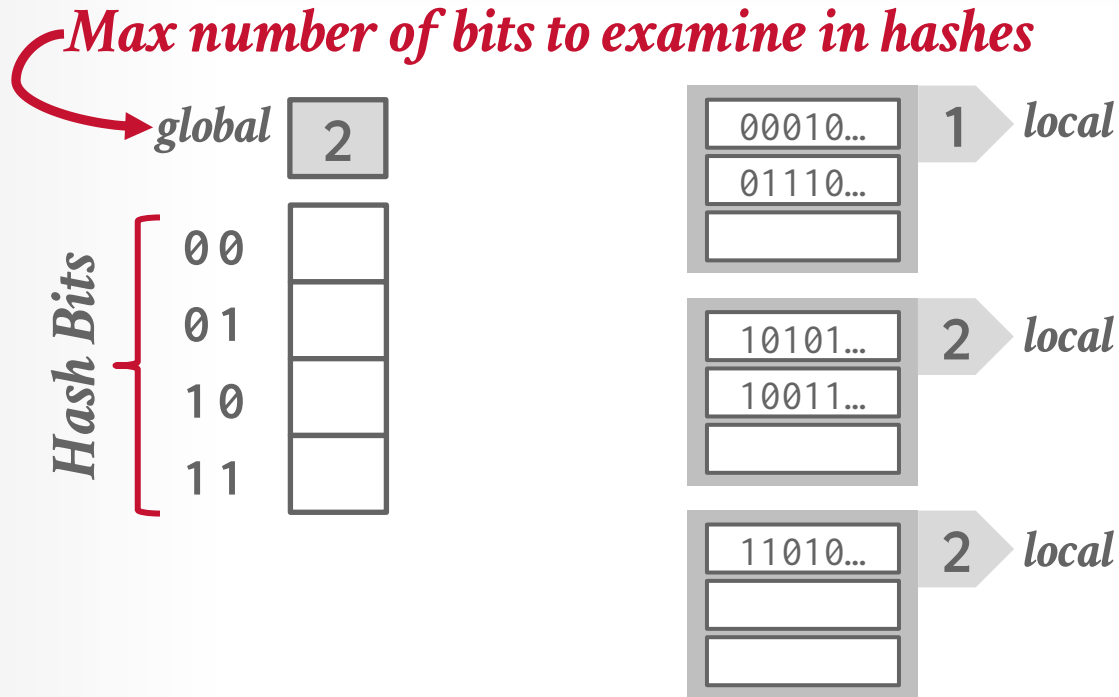 Max number of bits to examine in hashes
global 2
Hash Bits
00
01
10
11
00010...
01110...
1 local
10101...
10011...
2 local
11010...
2 local